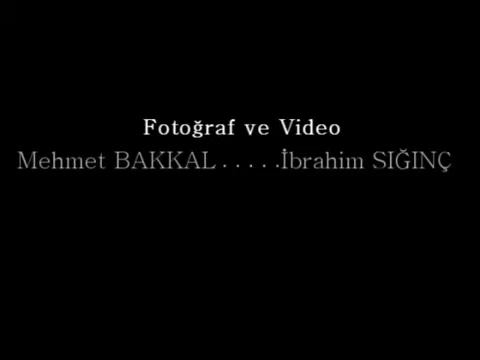 Fotoğraf ve Video
Mehmet BAKKAL . . . . .İbrahim SIĞINÇ